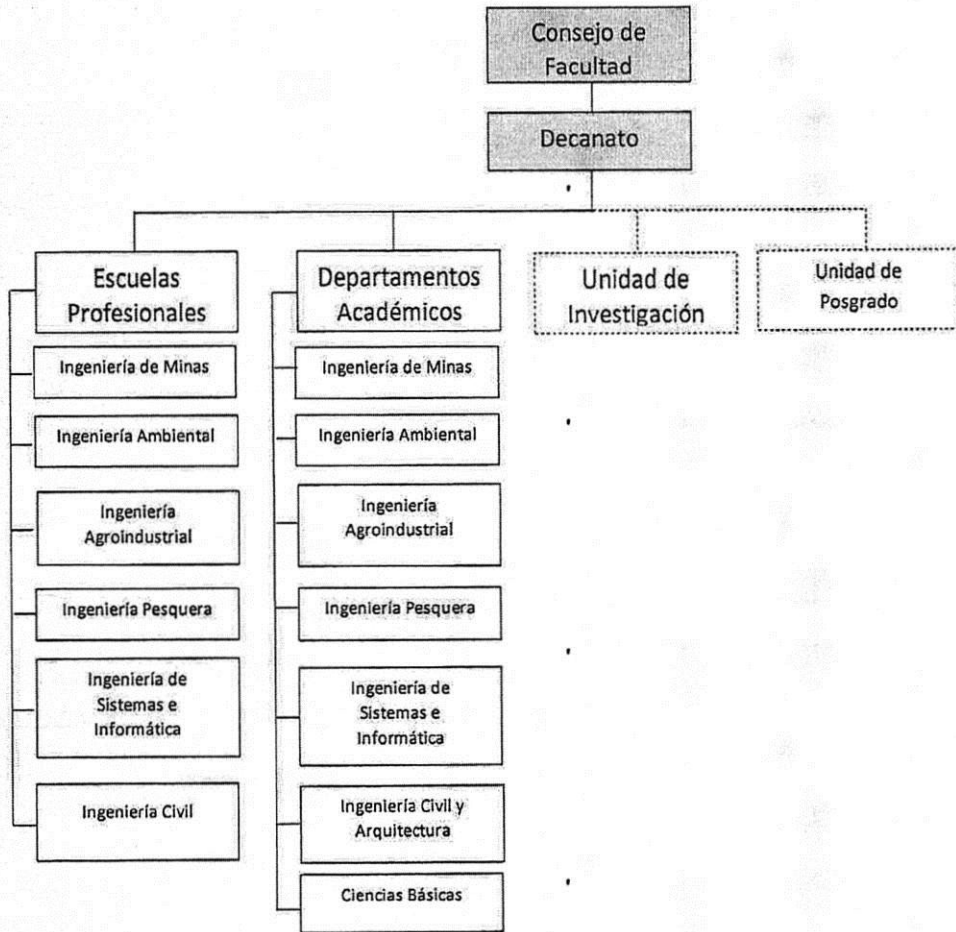 Consejo de
Facultad
Decanato
Escuelas
Profesionales
Ingeniería de Minas
Ingeniería Ambiental
Ingeniería
Agroindustrial
Ingeniería Pesquera
Ingeniería de
Sistemas e
Informática
Ingeniería Civil
Departamentos
Académicos
Ingeniería de Minas
Ingeniería Ambiental
Ingeniería
Agroindustrial
Ingeniería Pesquera
Ingeniería de
Sistemas e
Informática
Ingeniería Civil y
Arquitectura
Ciencias Básicas
Unidad de
Investigación
Unidad de
Posgrado